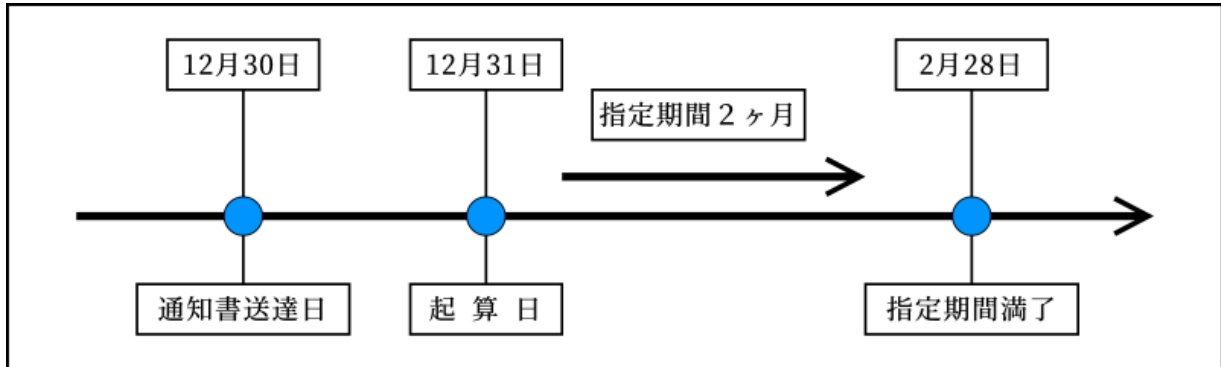 12月30日
12月31日
2月28日
指定期間２ヶ月
通知書送達日
起算日
指定期間満了